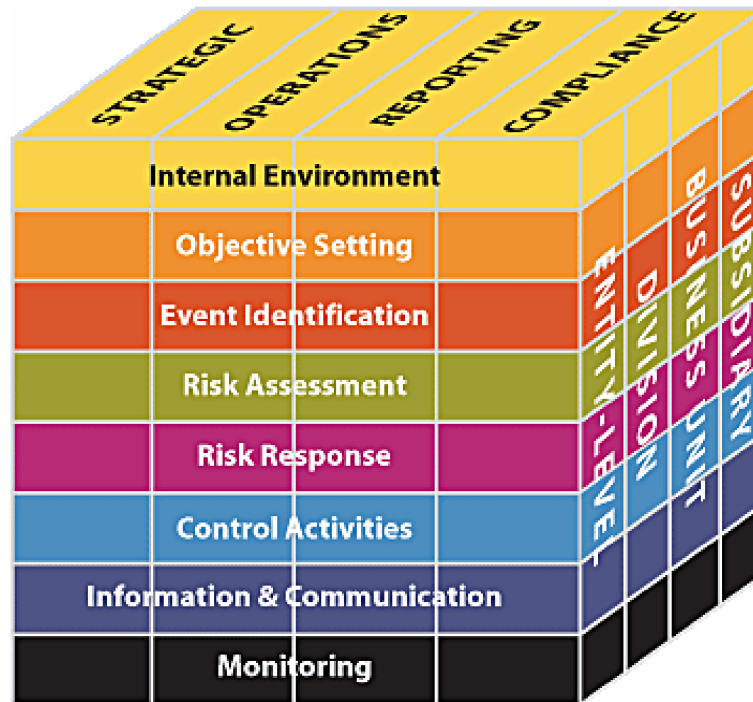 STRATEGIC
OPERATIONS
REPORTING
COMPLIANCE
Internal Environment
Objective Setting
Event Identification
Risk Assessment
Risk Response
Control Activities
Information & Communication
Monitoring
ENTITY-LEVEL
DIVISION
BUSINESS UNIT
SUBSIDIARY